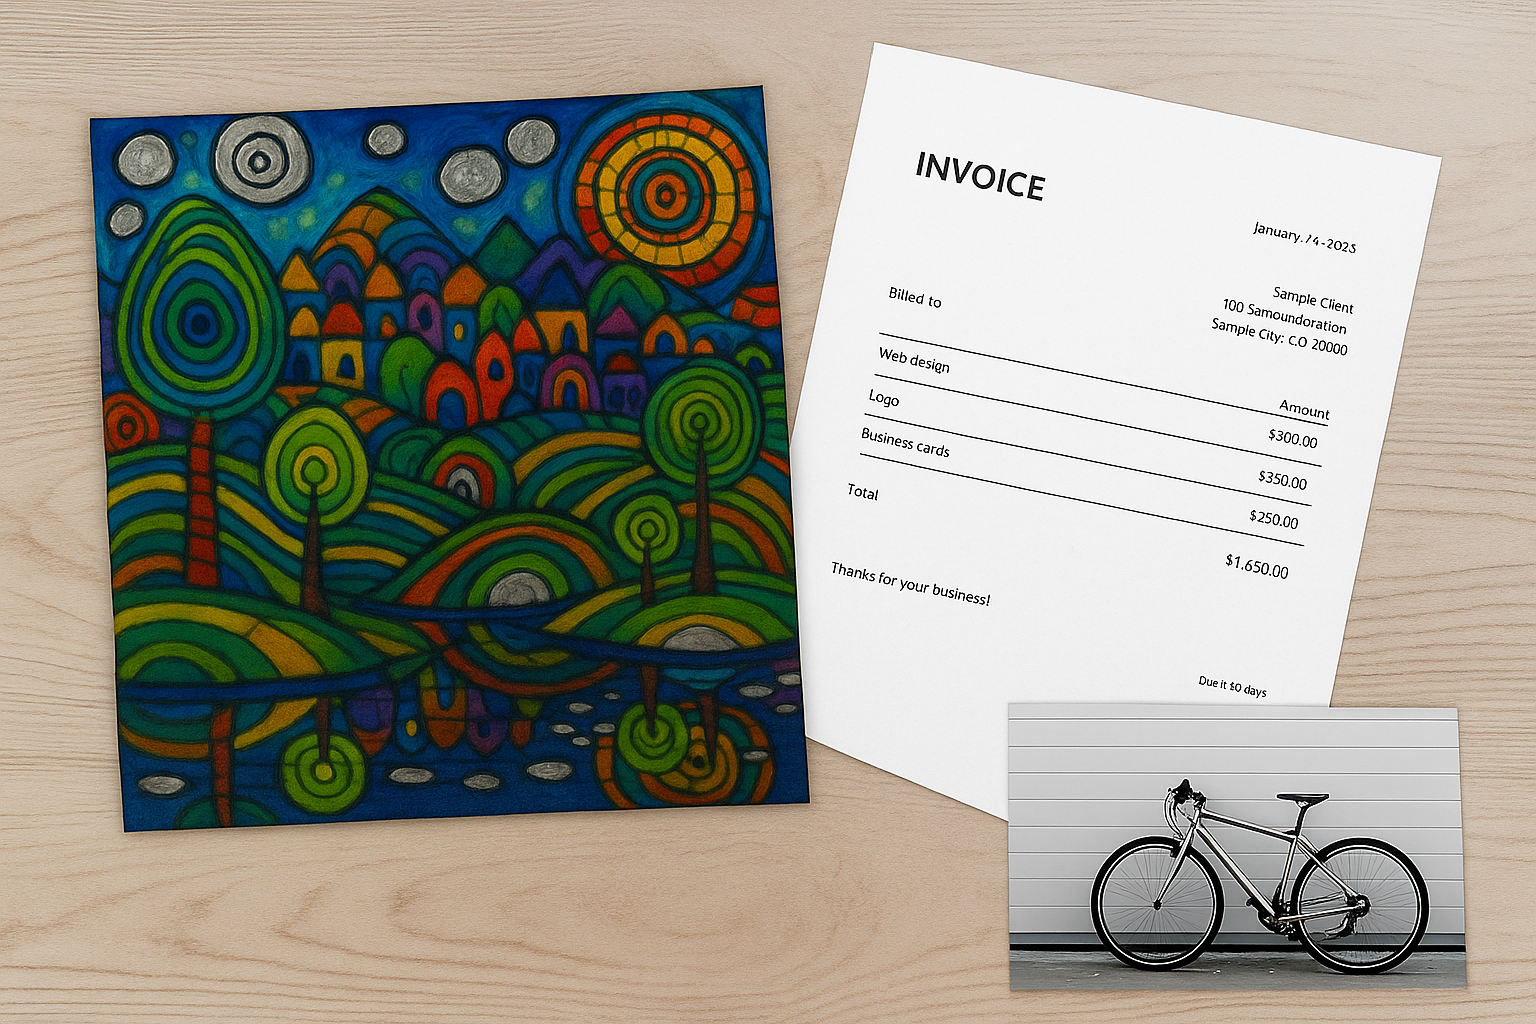 INVOICE
January. 14-2025
Sample Client
100 Samoundoration
Sample City: C.O 20000
Billed to
Amount
Web design $300.00
Logo $350.00
Business cards $250.00
Total $1.650.00
Thanks for your business!
Due it $0 days